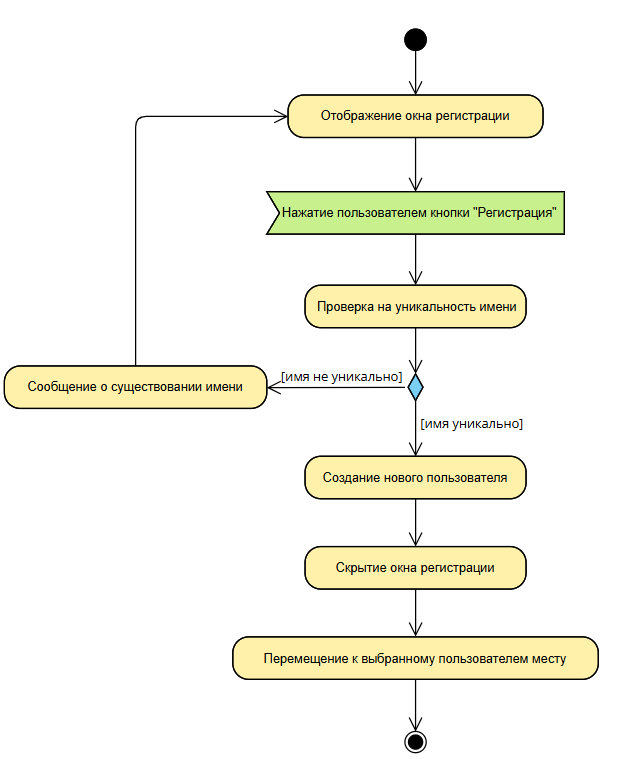 Отображение окна регистрации
Нажатие пользователем кнопки "Регистрация"
Проверка на уникальность имени
[имя не уникально]
Сообщение о существовании имени
[имя уникально]
Создание нового пользователя
Скрытие окна регистрации
Перемещение к выбранному пользователем месту